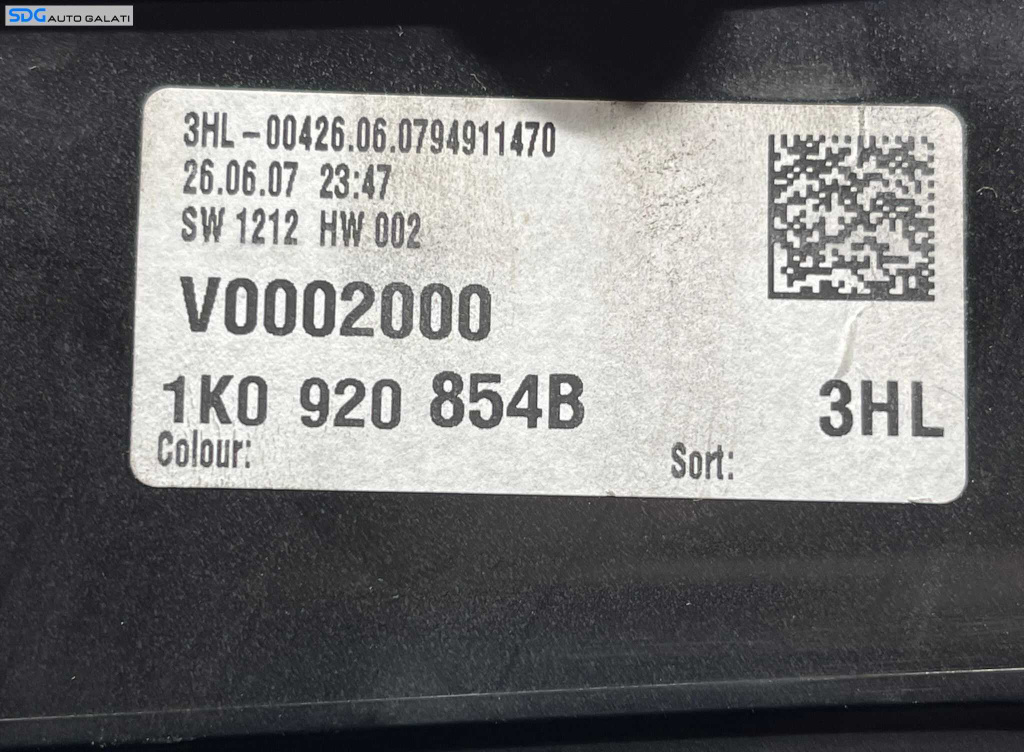 SDG AUTO GALATI
3HL-00426.06.0794911470
26.06.07 23:47
SW 1212 HW 002
V0002000
1K0 920 854B 3HL
Colour: Sort: